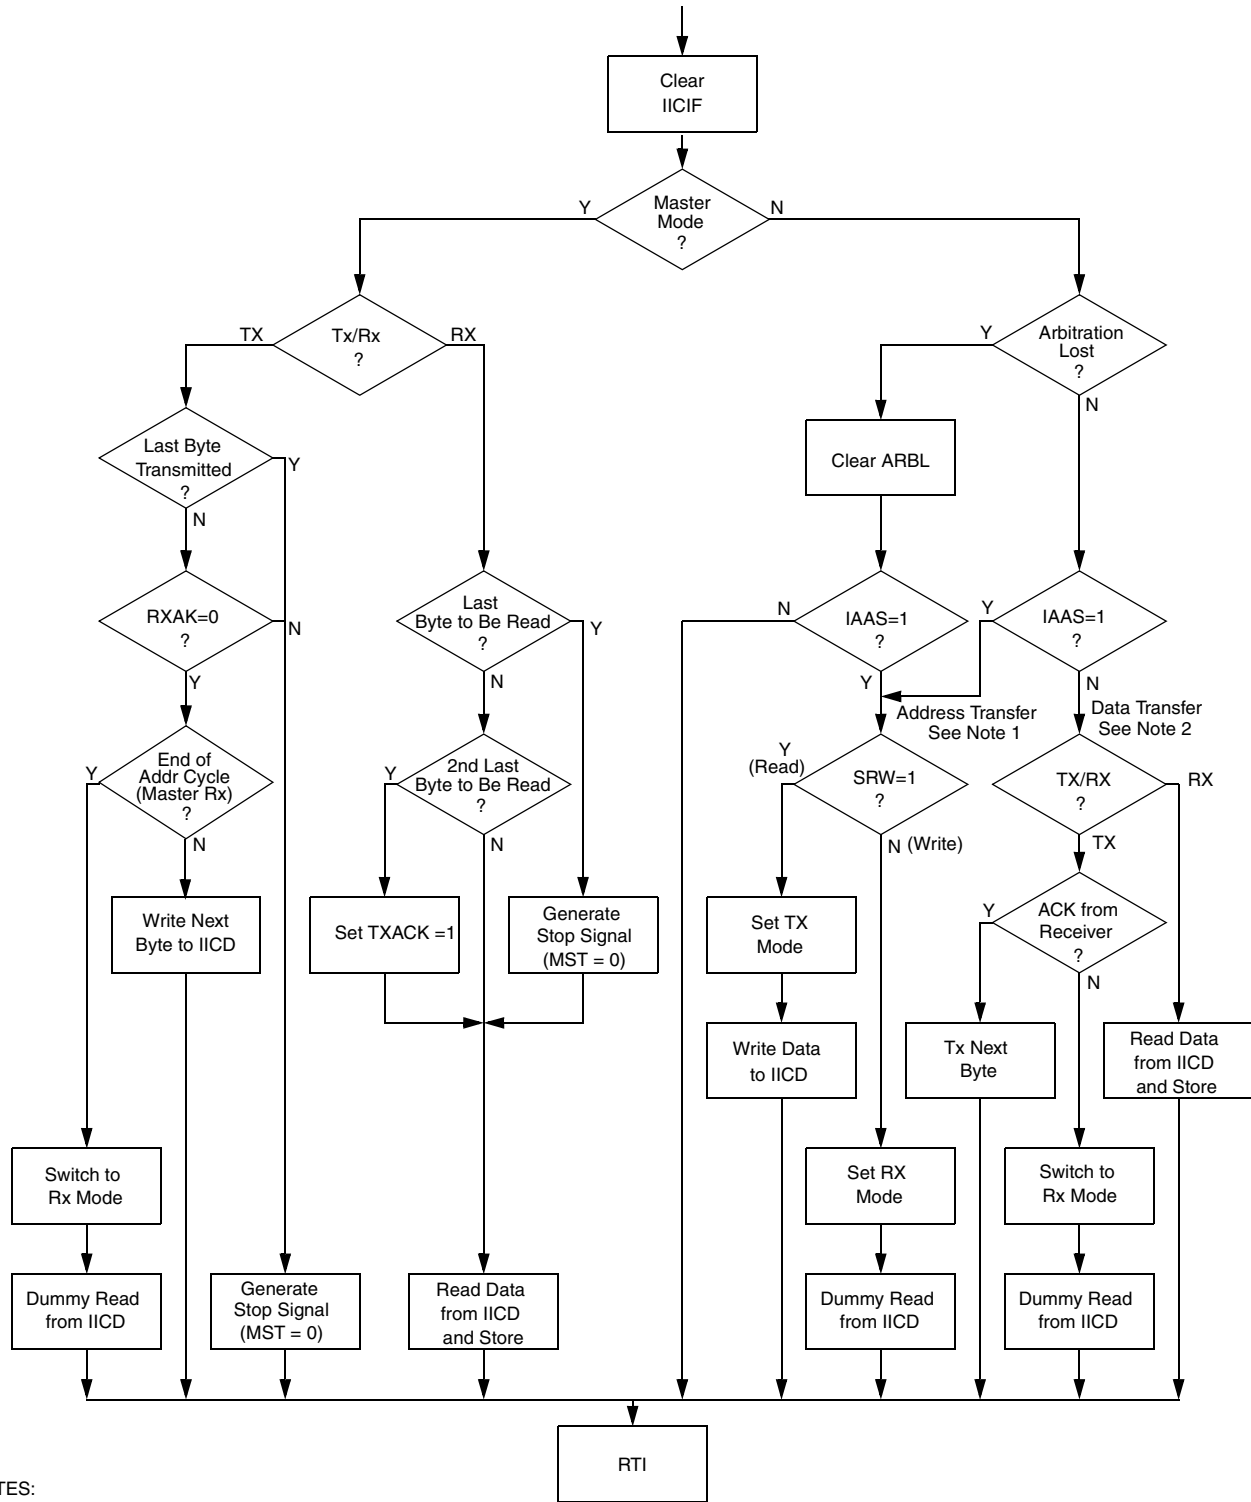 Clear
IICIF
Master
Mode
?
Y
N
Tx/Rx
?
TX
RX
Arbitration
Lost
?
Y
N
Last Byte
Transmitted
?
Y
N
Clear ARBL
RXAK=0
?
N
Y
Last
Byte to Be Read
?
Y
N
IAAS=1
?
N
Y
IAAS=1
?
Y
N
Address Transfer
See Note 1
Data Transfer
See Note 2
End of
Addr Cycle
(Master Rx)
?
Y
N
2nd Last
Byte to Be Read
?
Y
N
Y
(Read)
SRW=1
?
N (Write)
TX/RX
?
RX
TX
Write Next
Byte to IICD
Set TXACK =1
Generate
Stop Signal
(MST = 0)
Set TX
Mode
Y
ACK from
Receiver
?
N
Write Data
to IICD
Tx Next
Byte
Read Data
from IICD
and Store
Switch to
Rx Mode
Set RX
Mode
Switch to
Rx Mode
Dummy Read
from IICD
Generate
Stop Signal
(MST = 0)
Read Data
from IICD
and Store
Dummy Read
from IICD
Dummy Read
from IICD
RTI
TES: